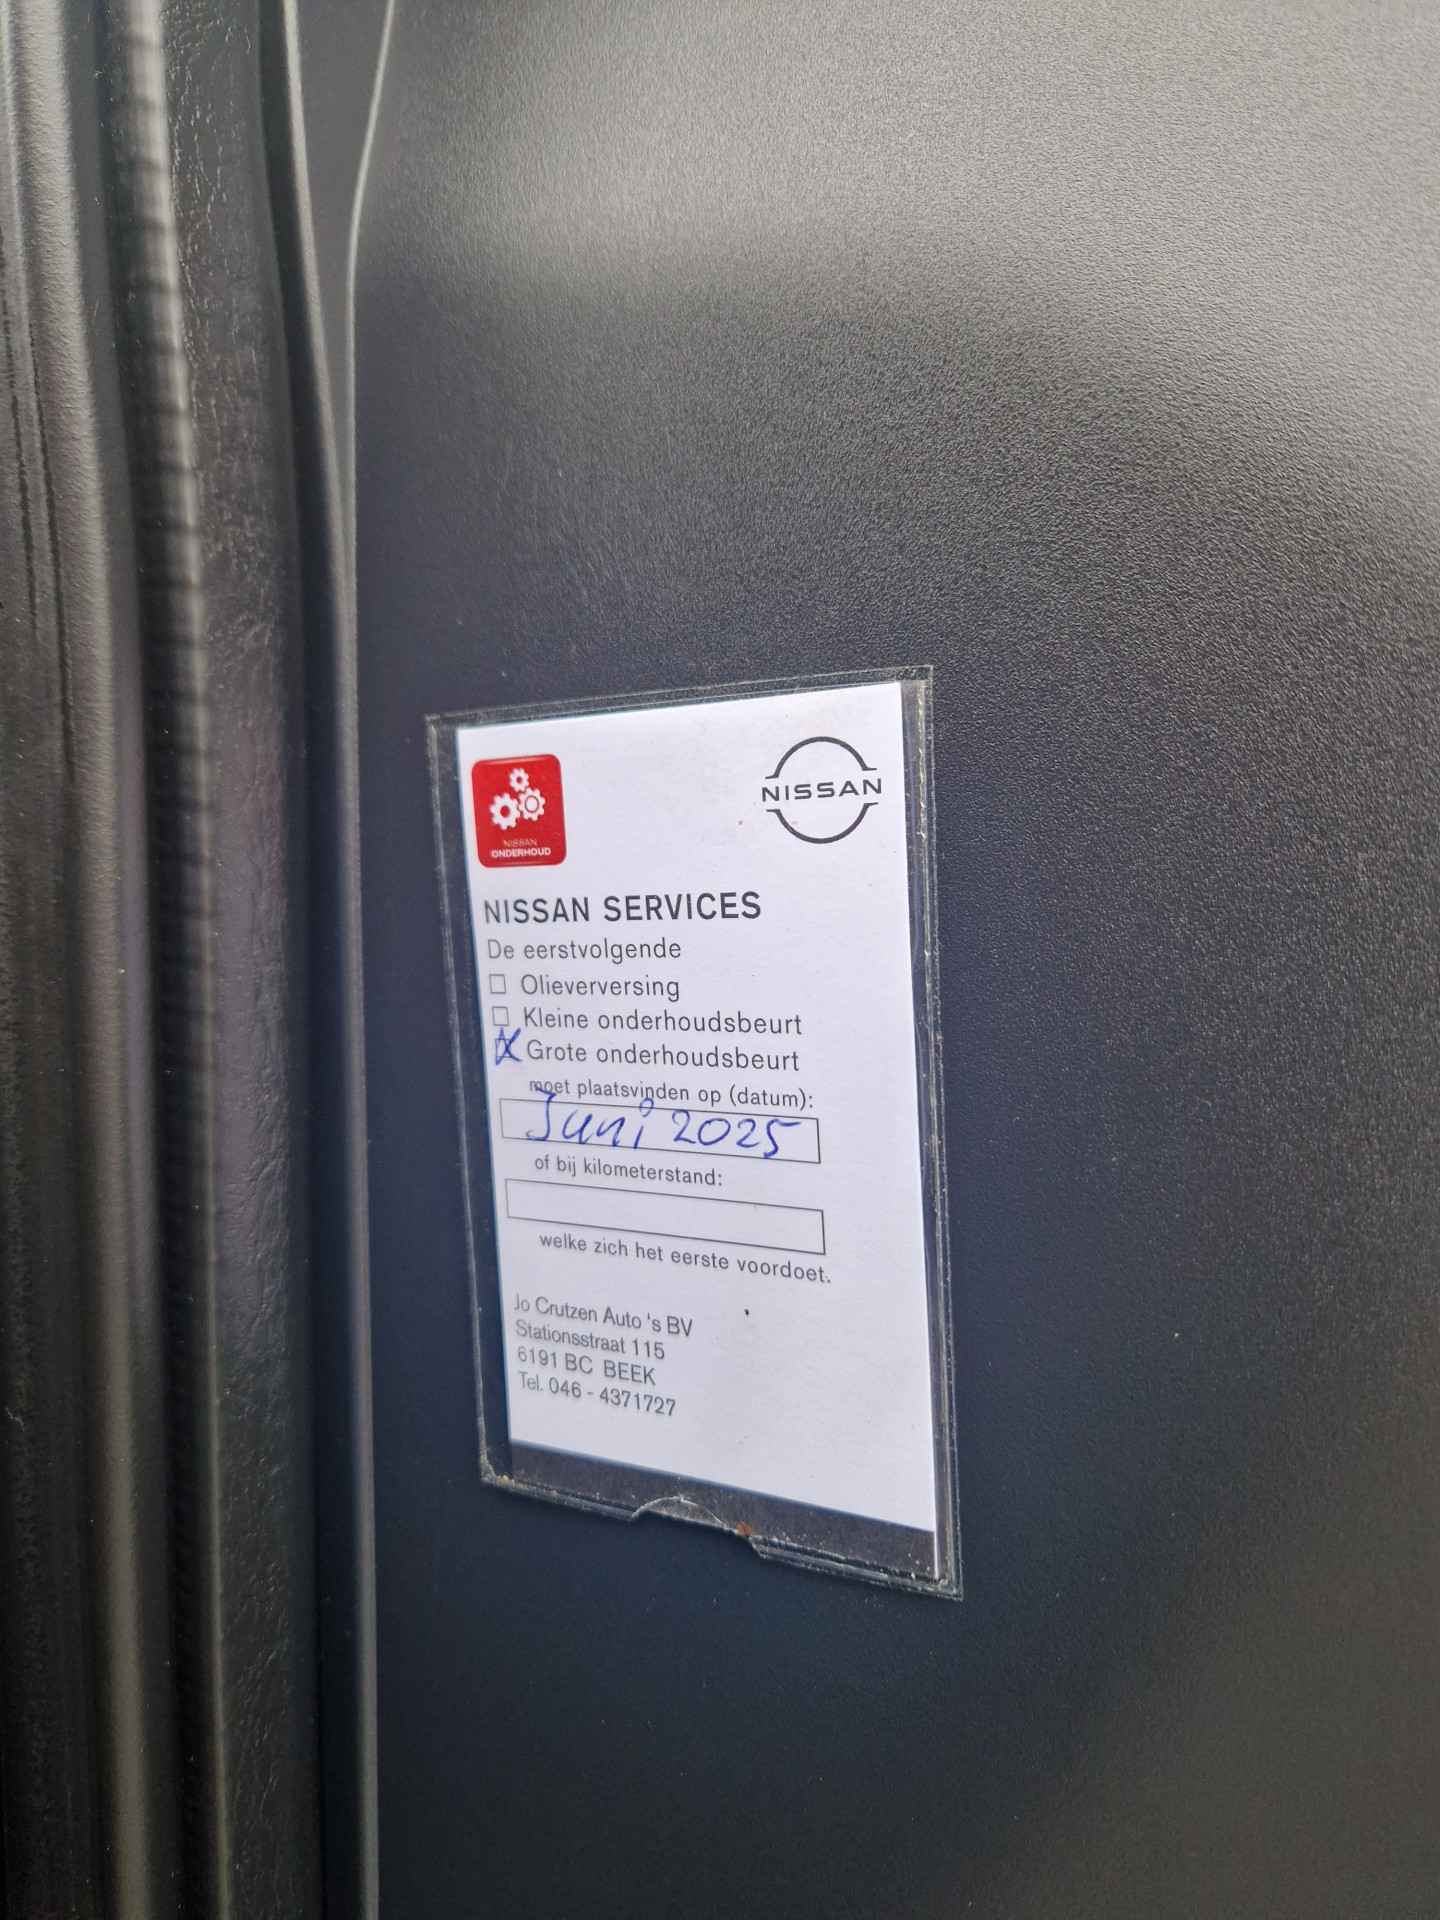 NISSAN
ONDERHOUD
NISSAN
NISSAN SERVICES
De eerstvolgende
Olieverversing
Kleine onderhoudsbeurt
Grote onderhoudsbeurt
moet plaatsvinden op (datum):
Juni 2025
of bij kilometerstand:
welke zich het eerste voordoet.
Jo Crutzen Auto 's BV
Stationsstraat 115
6191 BC BEEK
Tel. 046 - 4371727